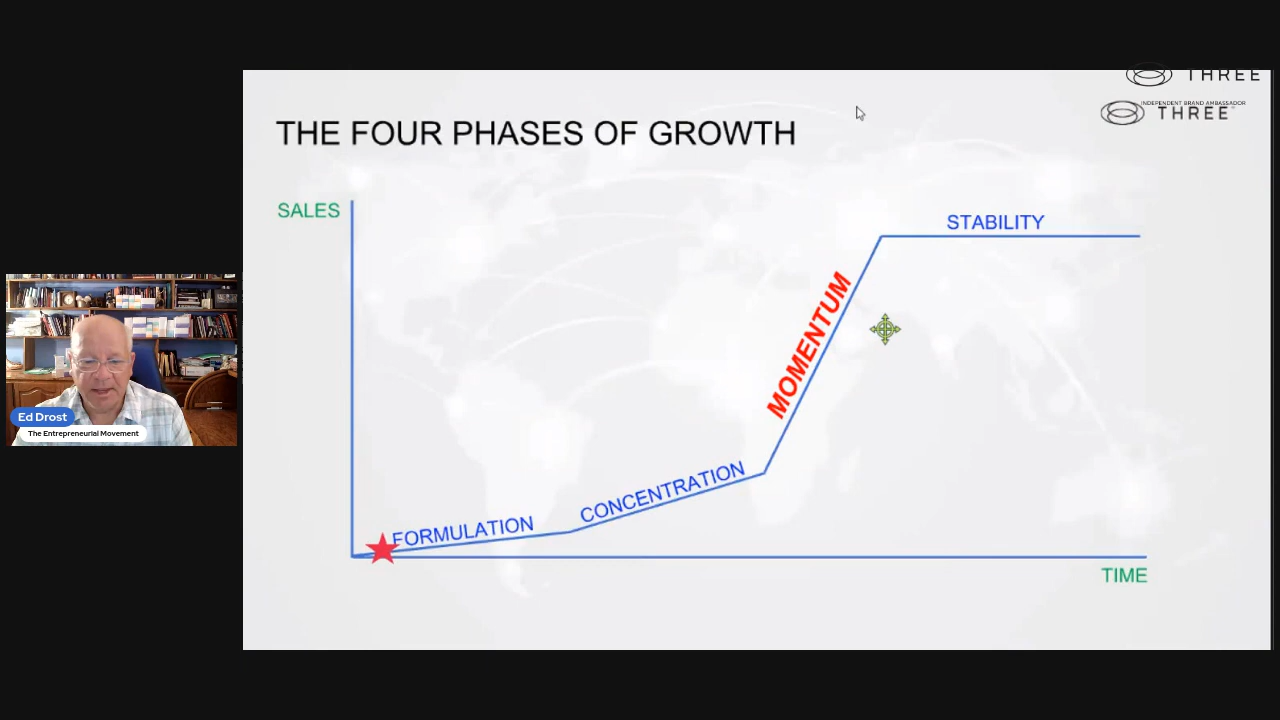 THREE
INDEPENDENT BRAND AMBASSADOR
THREE
THE FOUR PHASES OF GROWTH
SALES
STABILITY
MOMENTUM
CONCENTRATION
FORMULATION
TIME
Ed Drost
The Entrepreneurial Movement